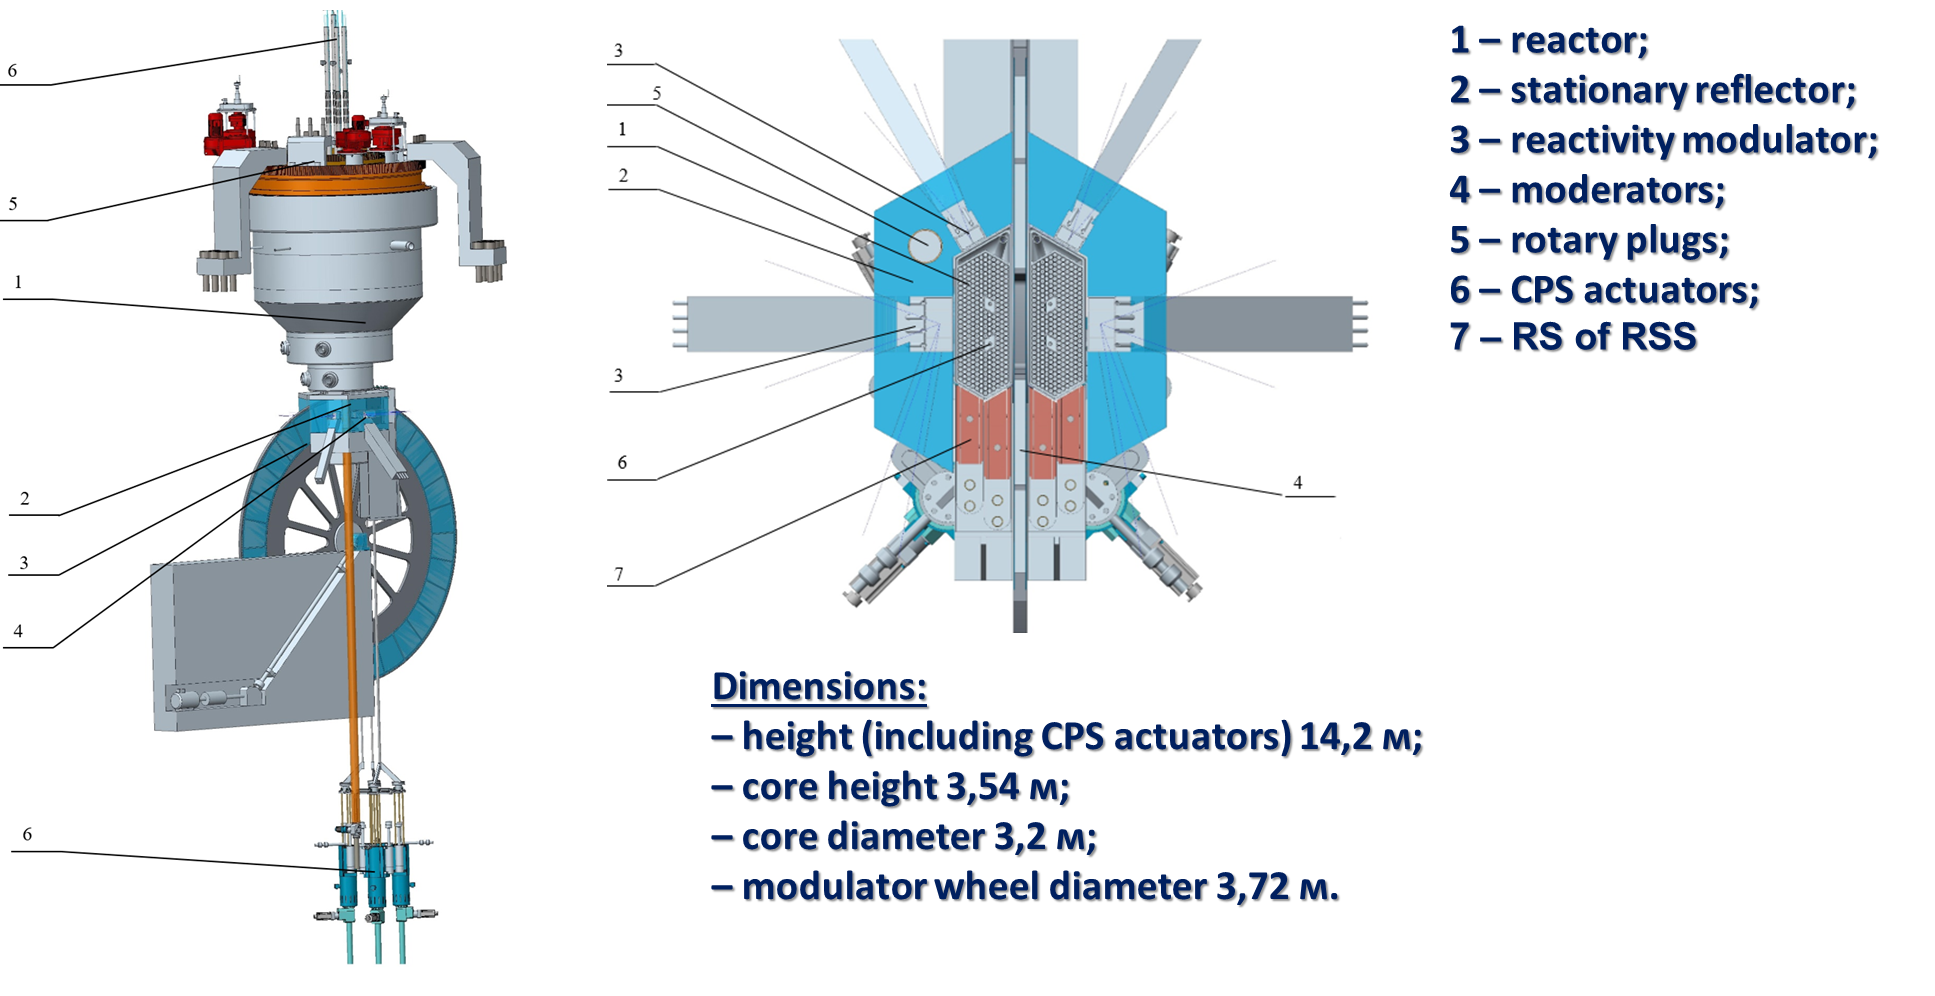 6
5
1
2
3
4
6
3
5
1
2
3
6
7
4
1 – reactor;
2 – stationary reflector;
3 – reactivity modulator;
4 – moderators;
5 – rotary plugs;
6 – CPS actuators;
7 – RS of RSS
Dimensions:
– height (including CPS actuators) 14,2 м;
– core height 3,54 м;
– core diameter 3,2 м;
– modulator wheel diameter 3,72 м.